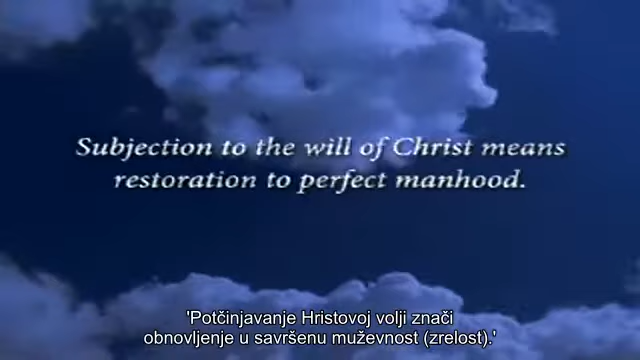 Subjection to the will of Christ means
restoration to perfect manhood.
'Potčinjavanje Hristovoj volji znači
obnovljenje u savršenu muževnost (zrelost).'